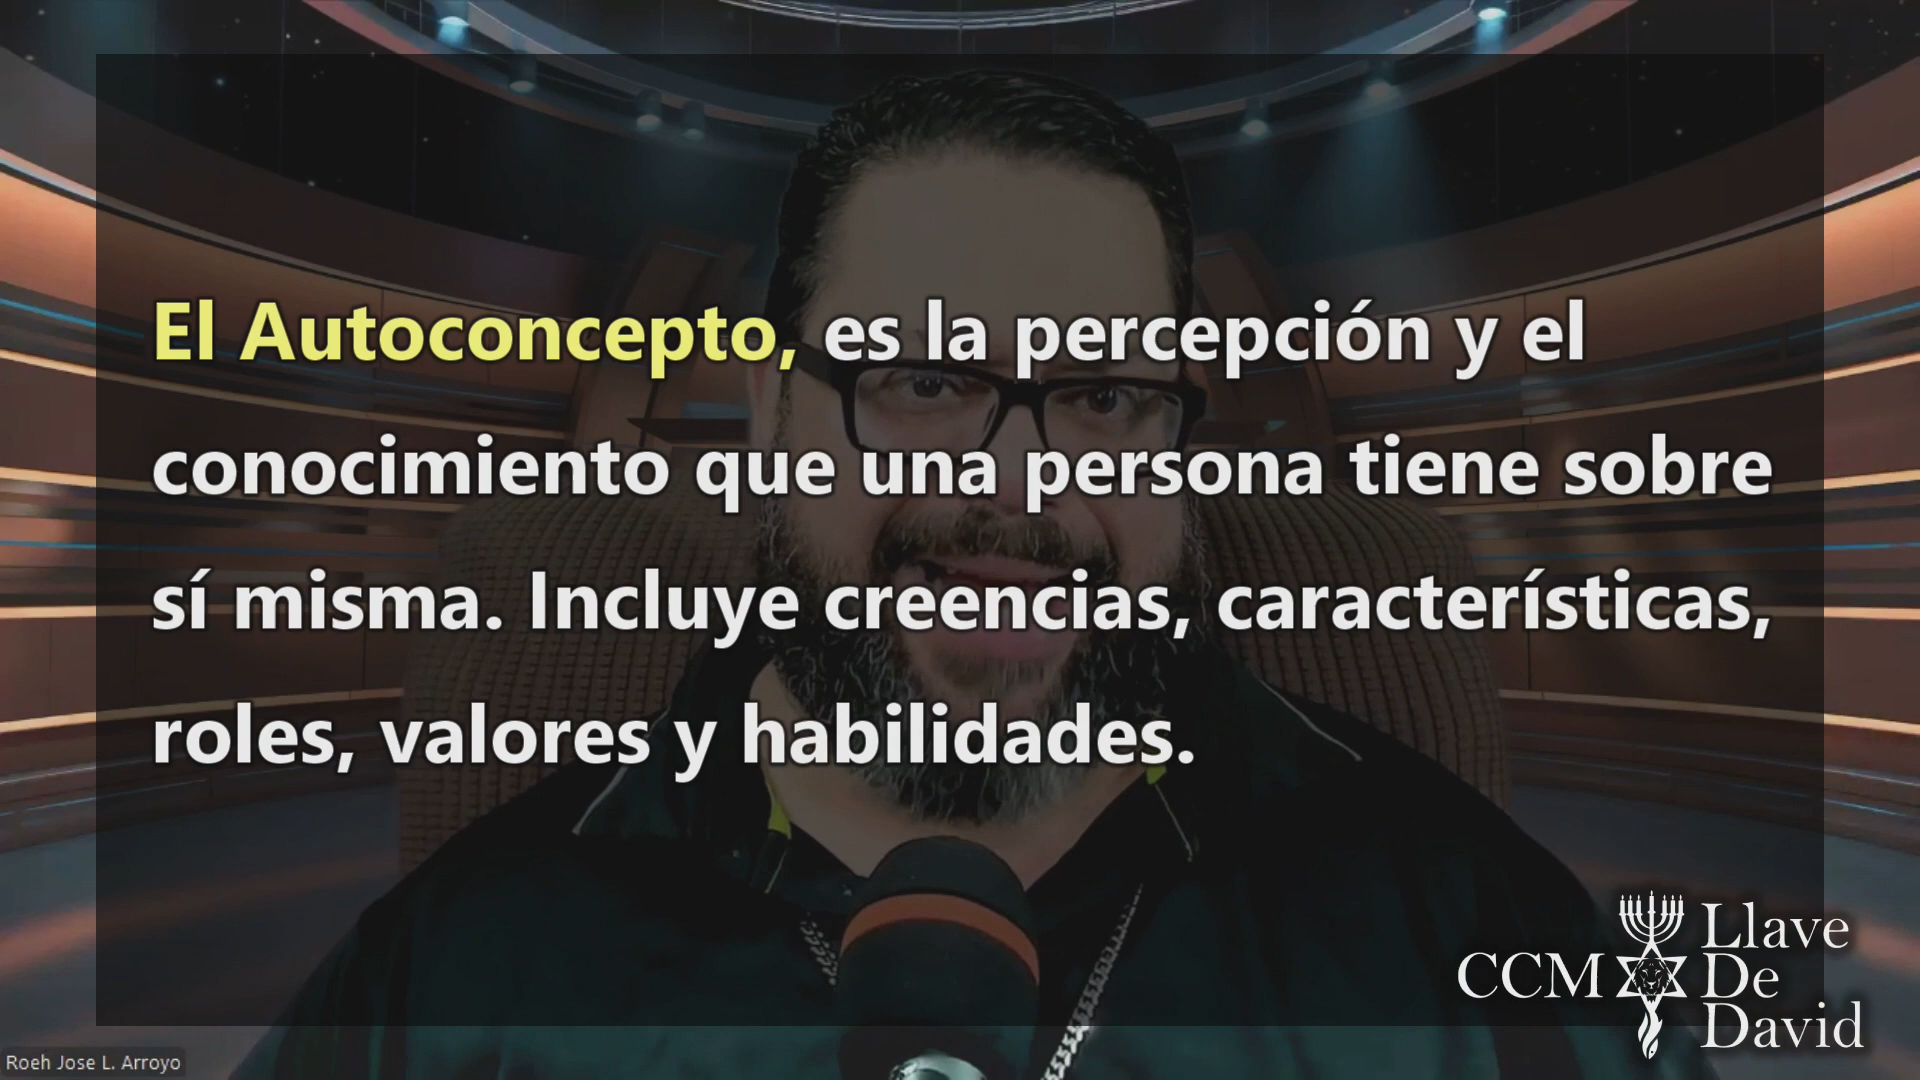 El Autoconcepto, es la percepción y el
conocimiento que una persona tiene sobre
sí misma. Incluye creencias, características,
roles, valores y habilidades.
CCM
Llave
De
David
Roeh Jose L. Arroyo